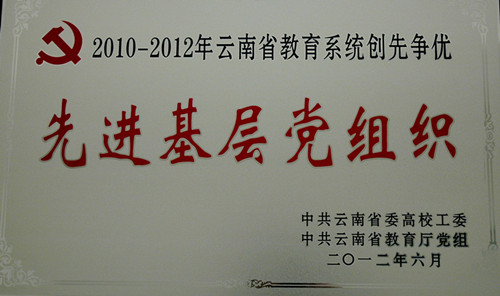 2010-2012年云南省教育系统创先争优
先进基层党组织
中共云南省委高校工委
中共云南省教育厅党组
二〇一二年六月